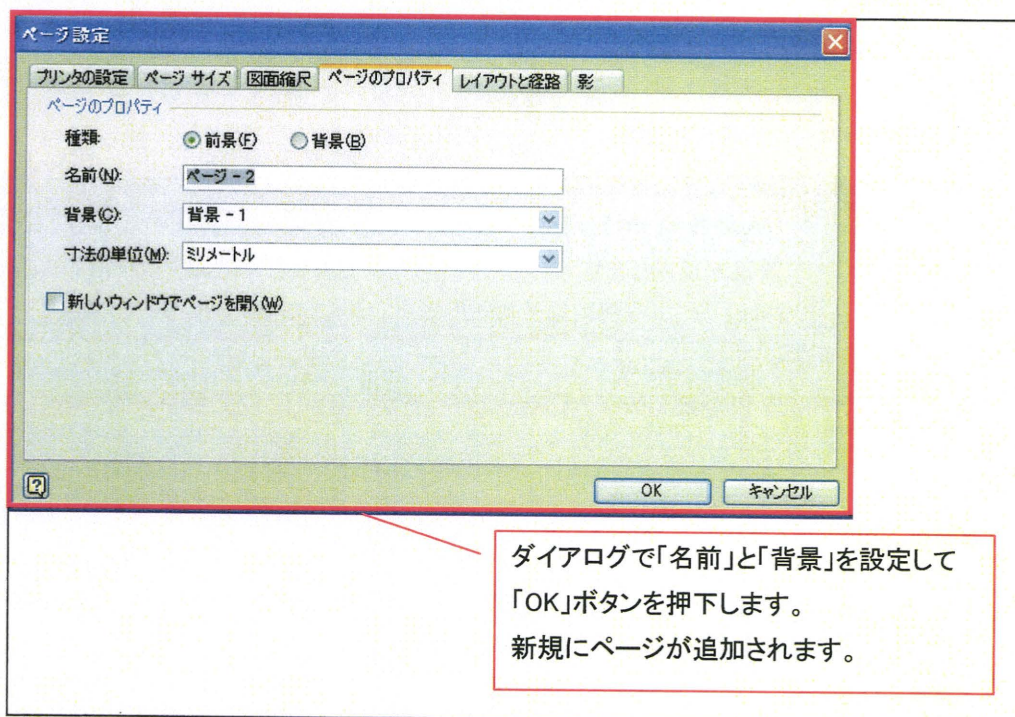 ページ設定
プリンタの設定 ページ サイズ 図面縮尺 ページのプロパティ レイアウトと経路 影
ページのプロパティ
種類: 前景(F) 背景(B)
名前(N): ページ - 2
背景(C): 背景 - 1
寸法の単位(M): ミリメートル
新しいウィンドウでページを開く(W)
OK キャンセル
ダイアログで「名前」と「背景」を設定して
「OK」ボタンを押下します。
新規にページが追加されます。